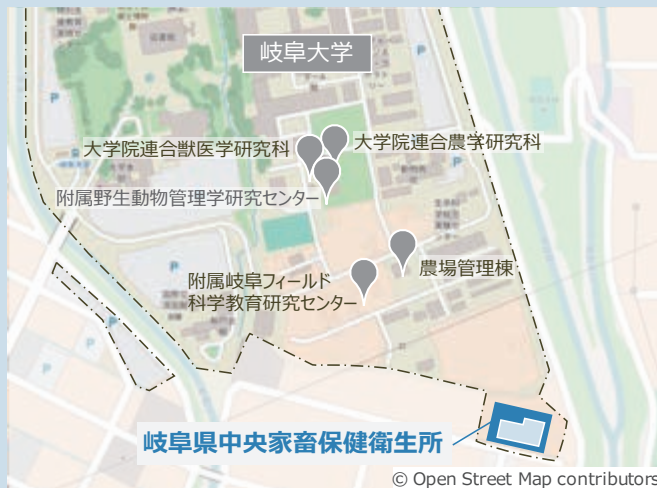 岐阜大学
大学院連合獣医学研究科
大学院連合農学研究科
附属野生動物管理学研究センター
農場管理棟
附属岐阜フィールド
科学教育研究センター
岐阜県中央家畜保健衛生所
P
P
P
P
P
© Open Street Map contributors